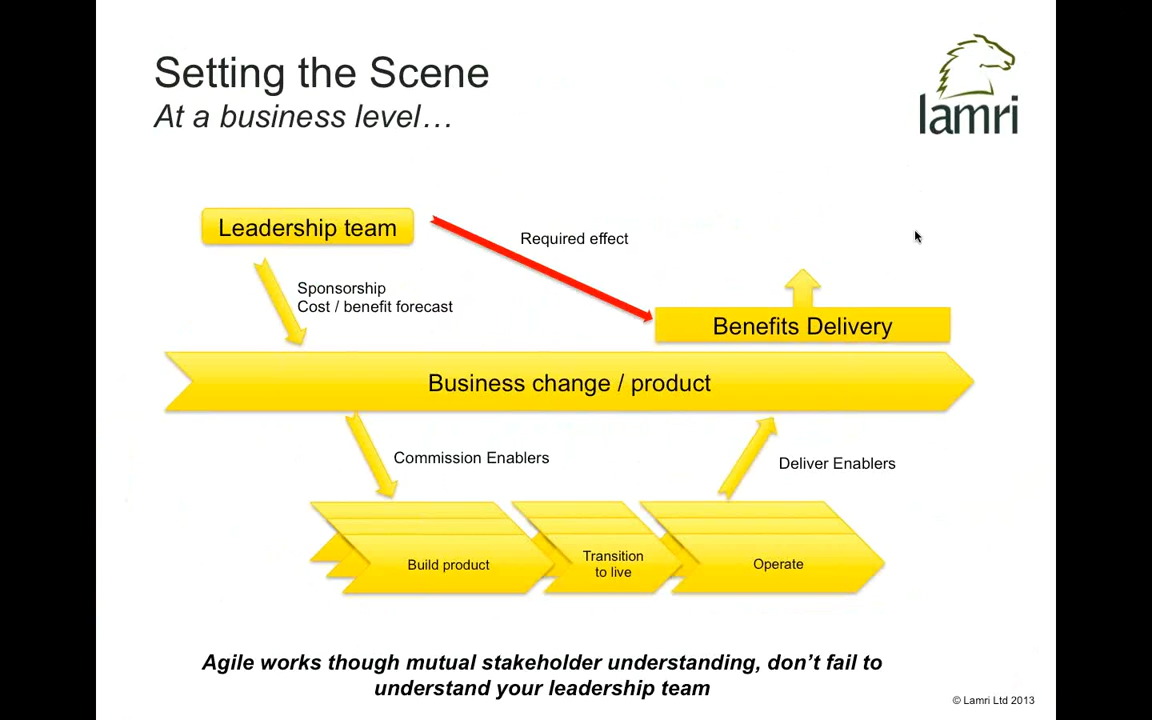 Setting the Scene
At a business level…
lamri
Leadership team
Required effect
Sponsorship
Cost / benefit forecast
Benefits Delivery
Business change / product
Commission Enablers
Deliver Enablers
Build product
Transition
to live
Operate
Agile works though mutual stakeholder understanding, don’t fail to
understand your leadership team
© Lamri Ltd 2013